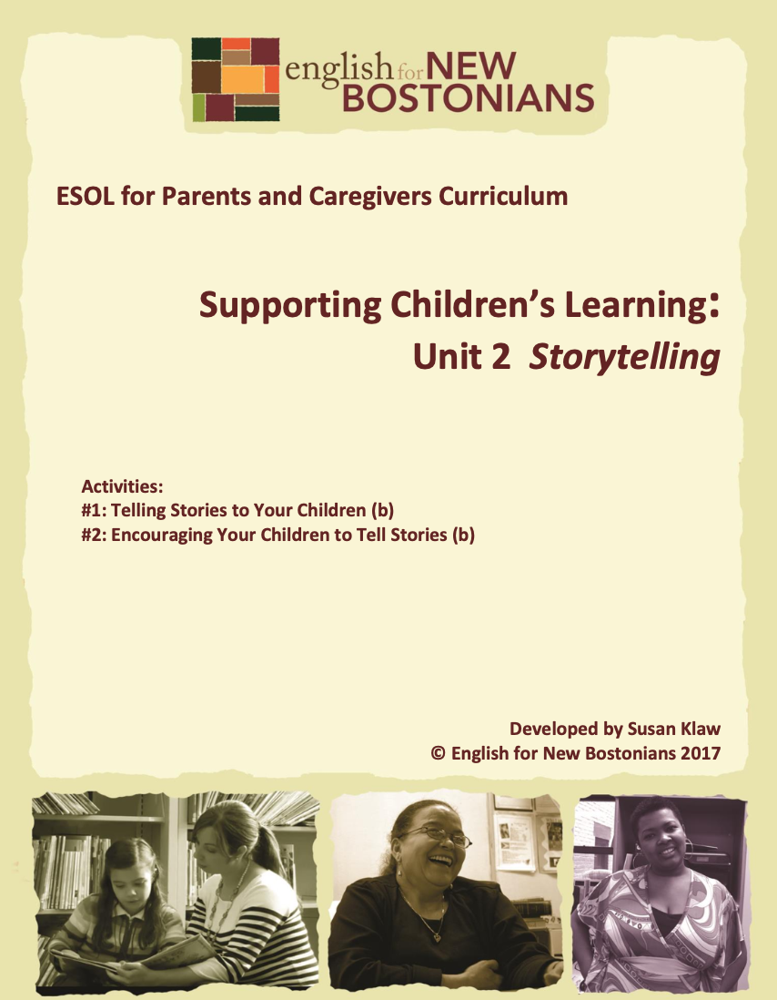 english for NEW
BOSTONIANS
ESOL for Parents and Caregivers Curriculum
Supporting Children’s Learning:
Unit 2 Storytelling
Activities:
#1: Telling Stories to Your Children (b)
#2: Encouraging Your Children to Tell Stories (b)
Developed by Susan Klaw
© English for New Bostonians 2017